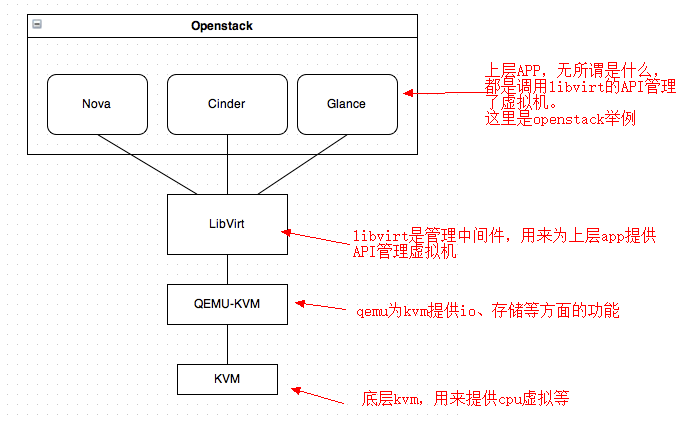 Openstack
Nova
Cinder
Glance
上层APP，无所谓是什么，
都是调用libvirt的API管理
了虚拟机。
这里是openstack举例
LibVirt
libvirt是管理中间件，用来为上层app提供
API管理虚拟机
QEMU-KVM
qemu为kvm提供io、存储等方面的功能
KVM
底层kvm，用来提供cpu虚拟等